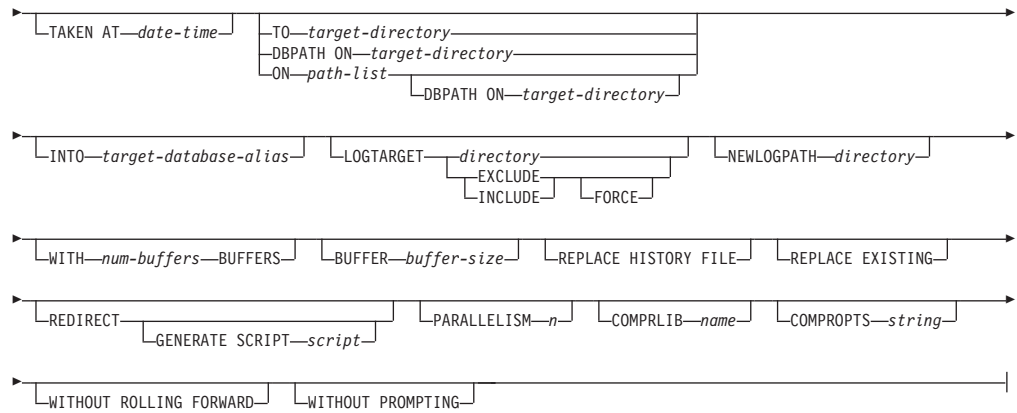 TAKEN AT date-time TO target-directory
DBPATH ON target-directory
ON path-list
DBPATH ON target-directory
INTO target-database-alias LOGTARGET directory NEWLOGPATH directory
EXCLUDE
INCLUDE FORCE
WITH num-buffers BUFFERS BUFFER buffer-size REPLACE HISTORY FILE REPLACE EXISTING
REDIRECT PARALLELISM n COMPRLIB name COMPROPTS string
GENERATE SCRIPT script
WITHOUT ROLLING FORWARD WITHOUT PROMPTING